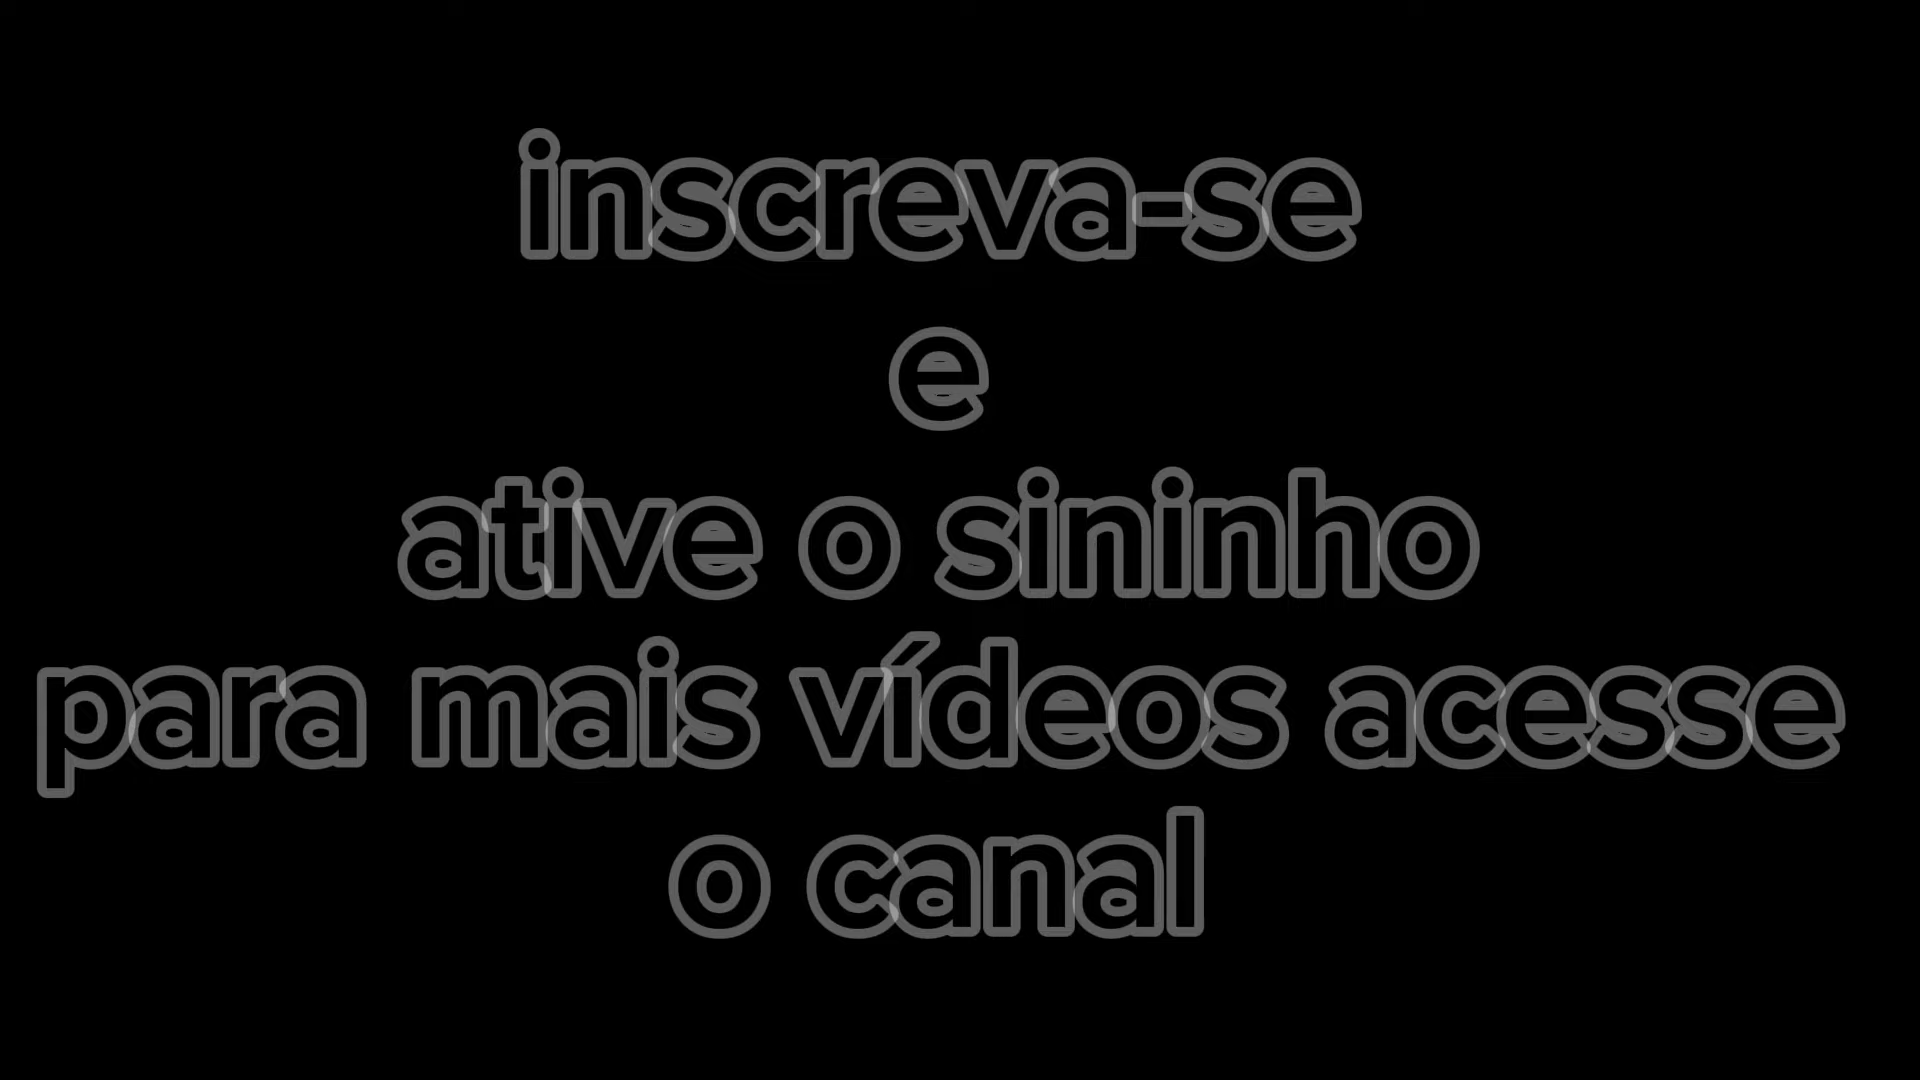 inscreva-se
e
ative o sininho
para mais vídeos acesse
o canal